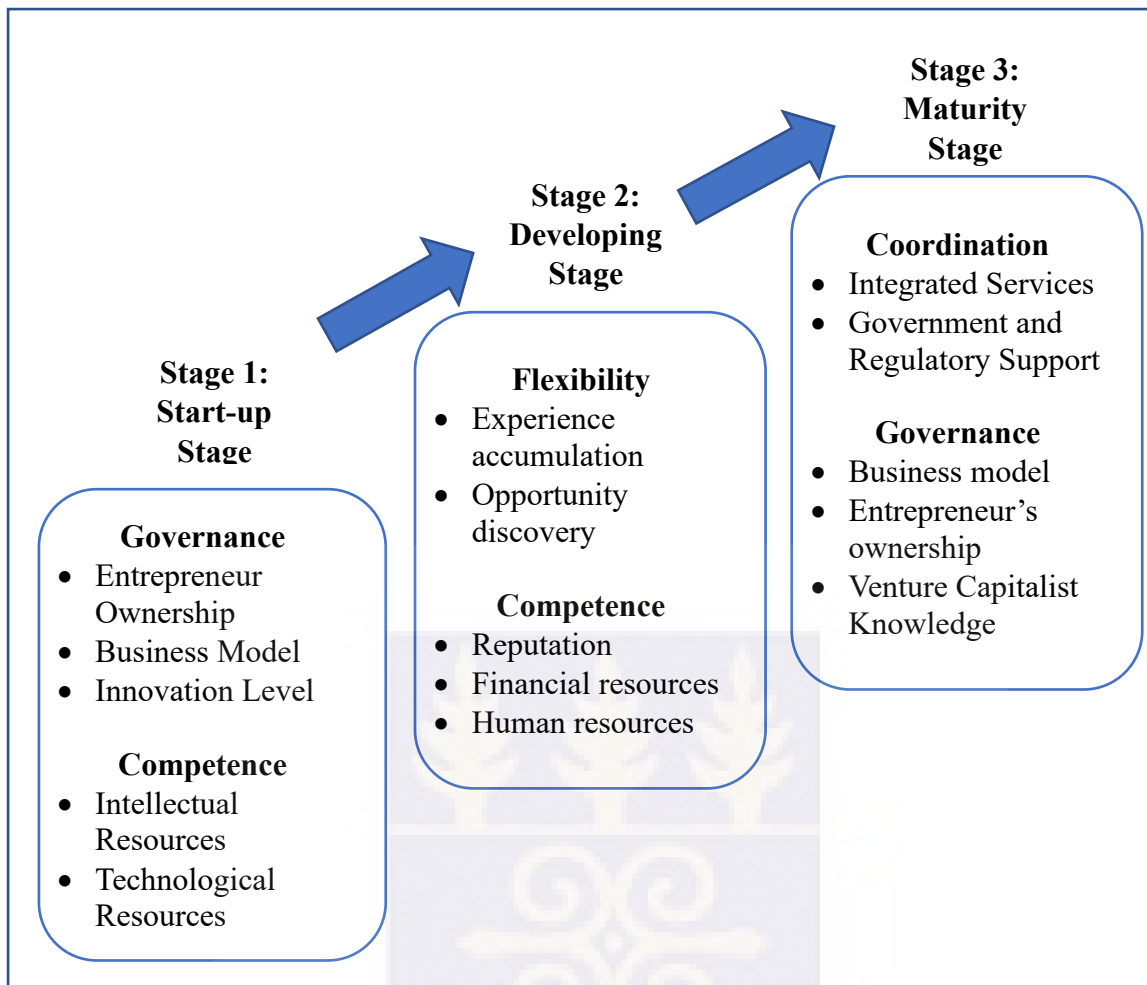 Stage 1:
Start-up
Stage
Governance
• Entrepreneur
Ownership
• Business Model
• Innovation Level
Competence
• Intellectual
Resources
• Technological
Resources
Stage 2:
Developing
Stage
Flexibility
• Experience
accumulation
• Opportunity
discovery
Competence
• Reputation
• Financial resources
• Human resources
Stage 3:
Maturity
Stage
Coordination
• Integrated Services
• Government and
Regulatory Support
Governance
• Business model
• Entrepreneur’s
ownership
• Venture Capitalist
Knowledge